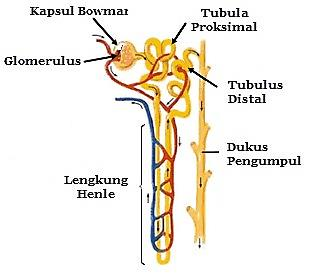 Kapsul Bowman
Tubula
Proksimal
Glomerulus
Tubulus
Distal
Dukus
Pengumpul
Lengkung
Henle